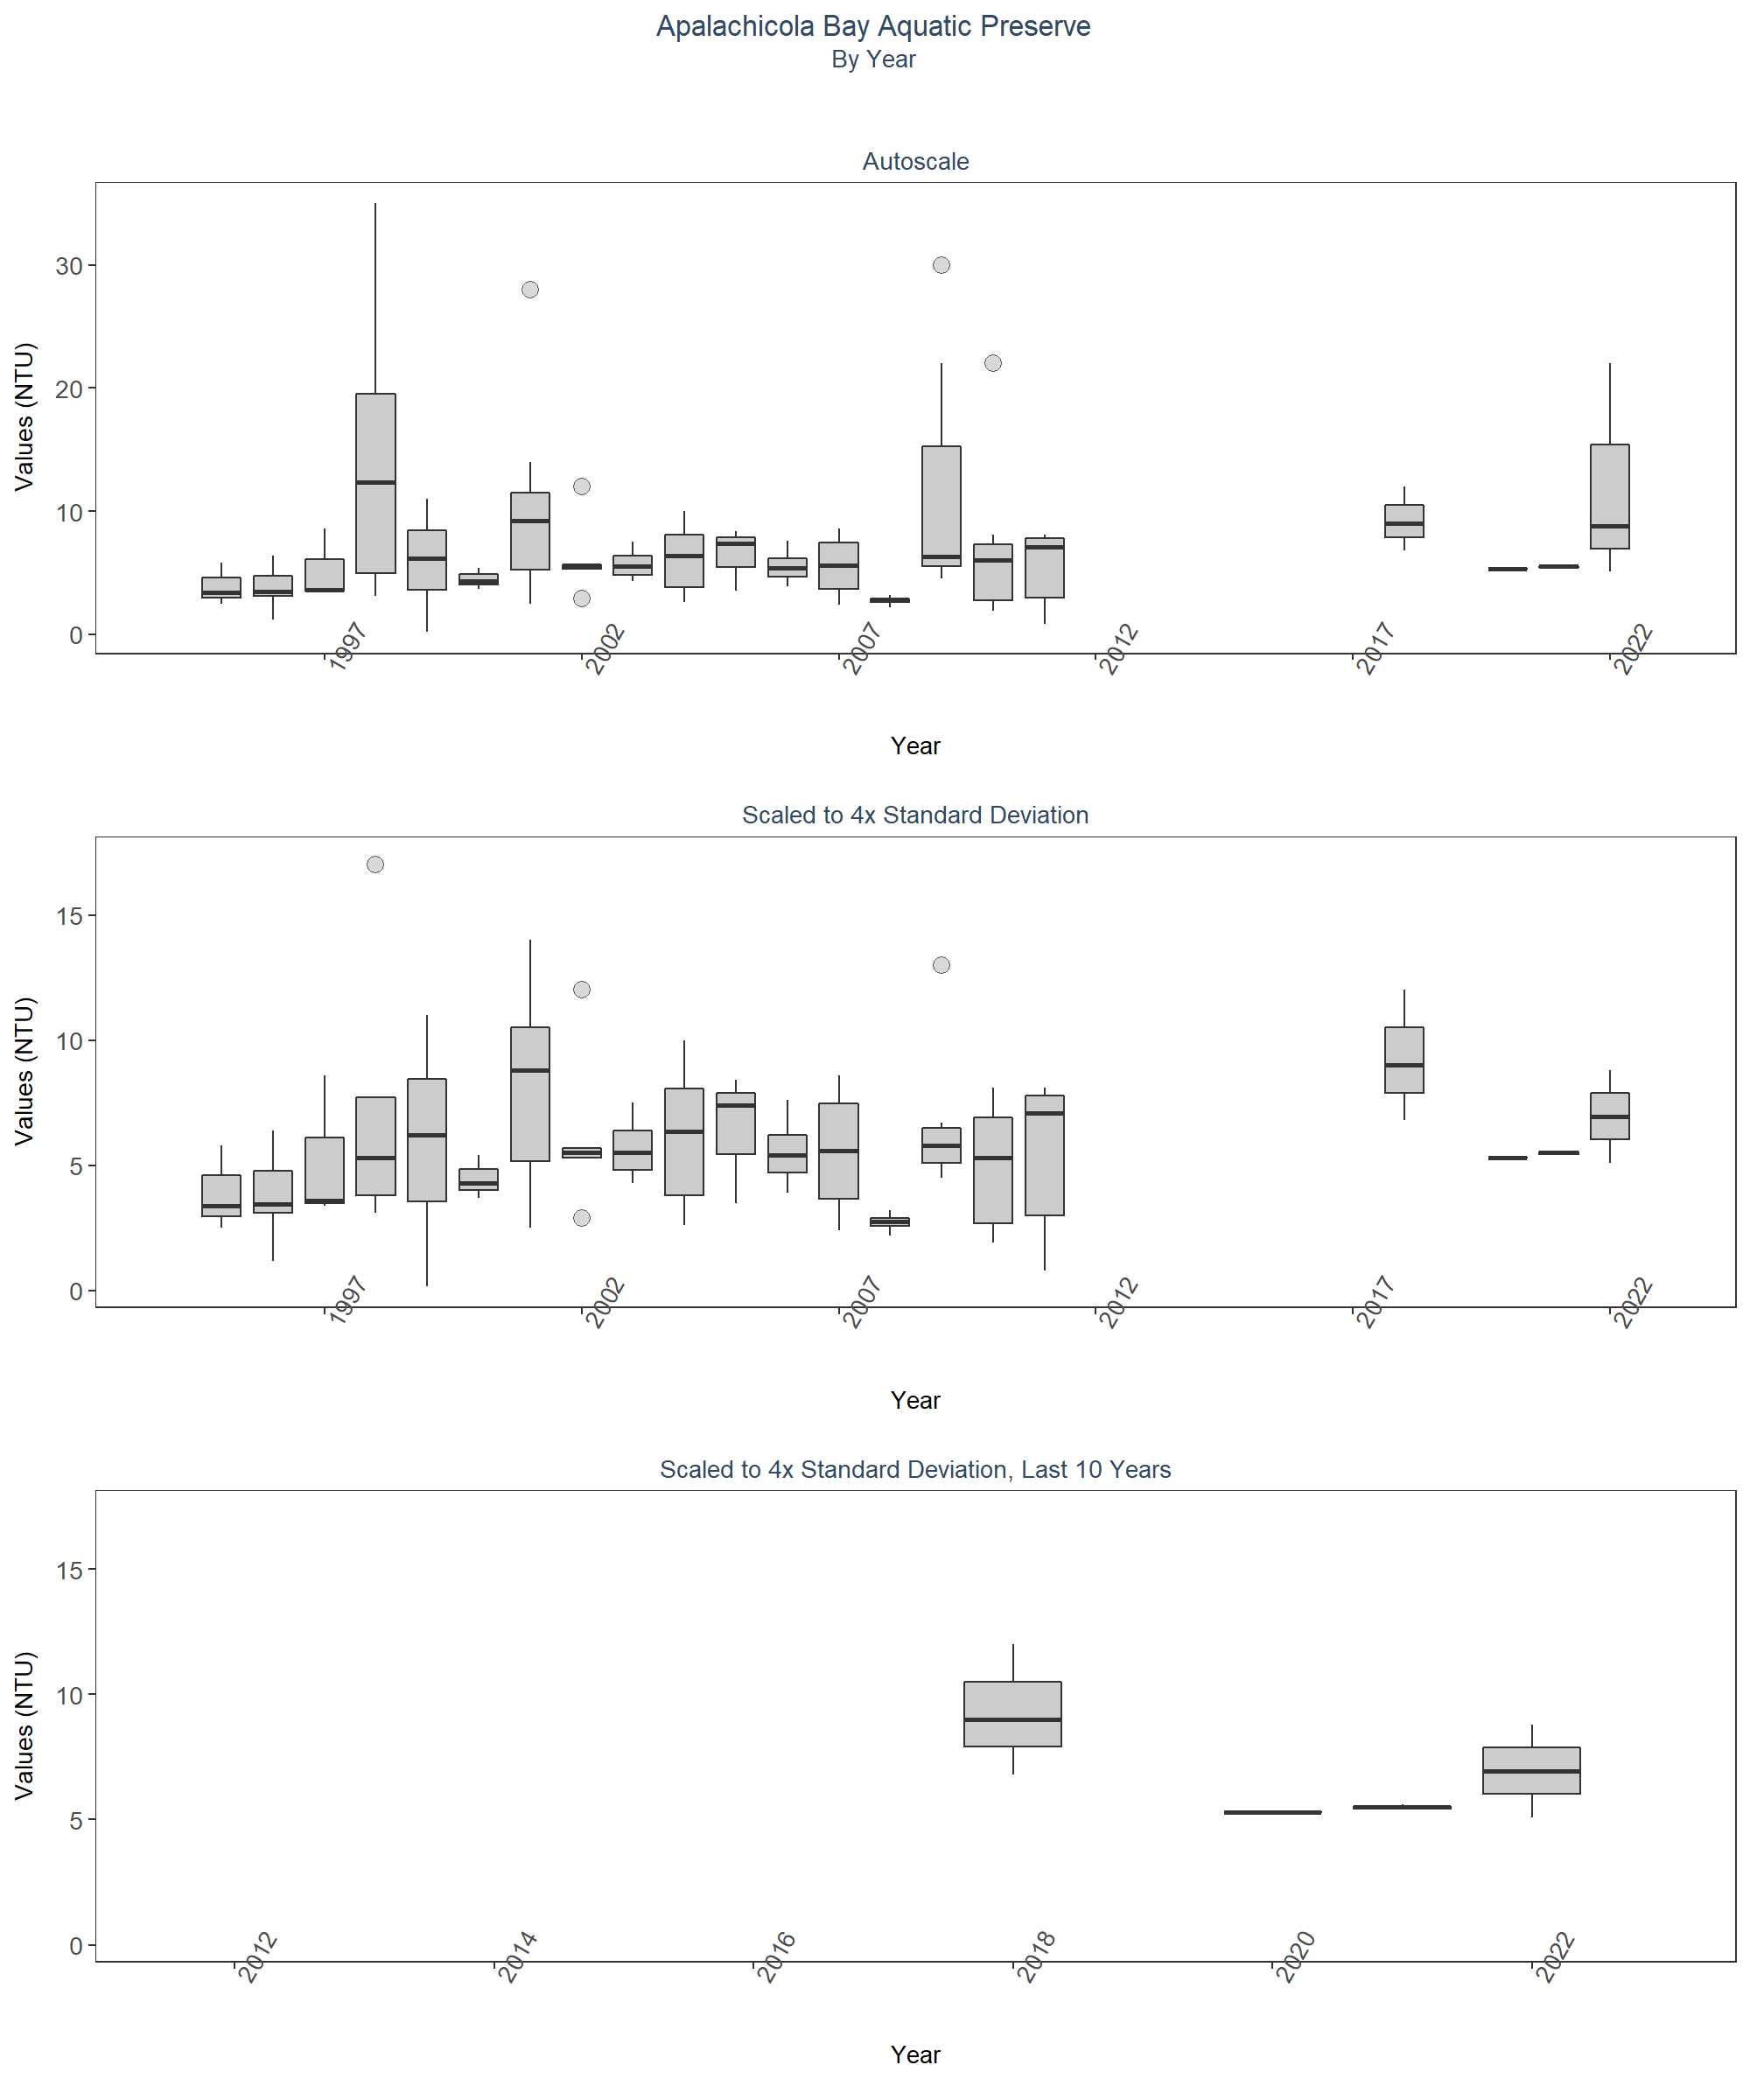 Apalachicola Bay Aquatic Preserve
By Year
Autoscale
Values (NTU)
30
20
10
0
1997 2002 2007 2012 2017 2022
Year
Scaled to 4x Standard Deviation
Values (NTU)
15
10
5
0
1997 2002 2007 2012 2017 2022
Year
Scaled to 4x Standard Deviation, Last 10 Years
Values (NTU)
15
10
5
0
2012 2014 2016 2018 2020 2022
Year